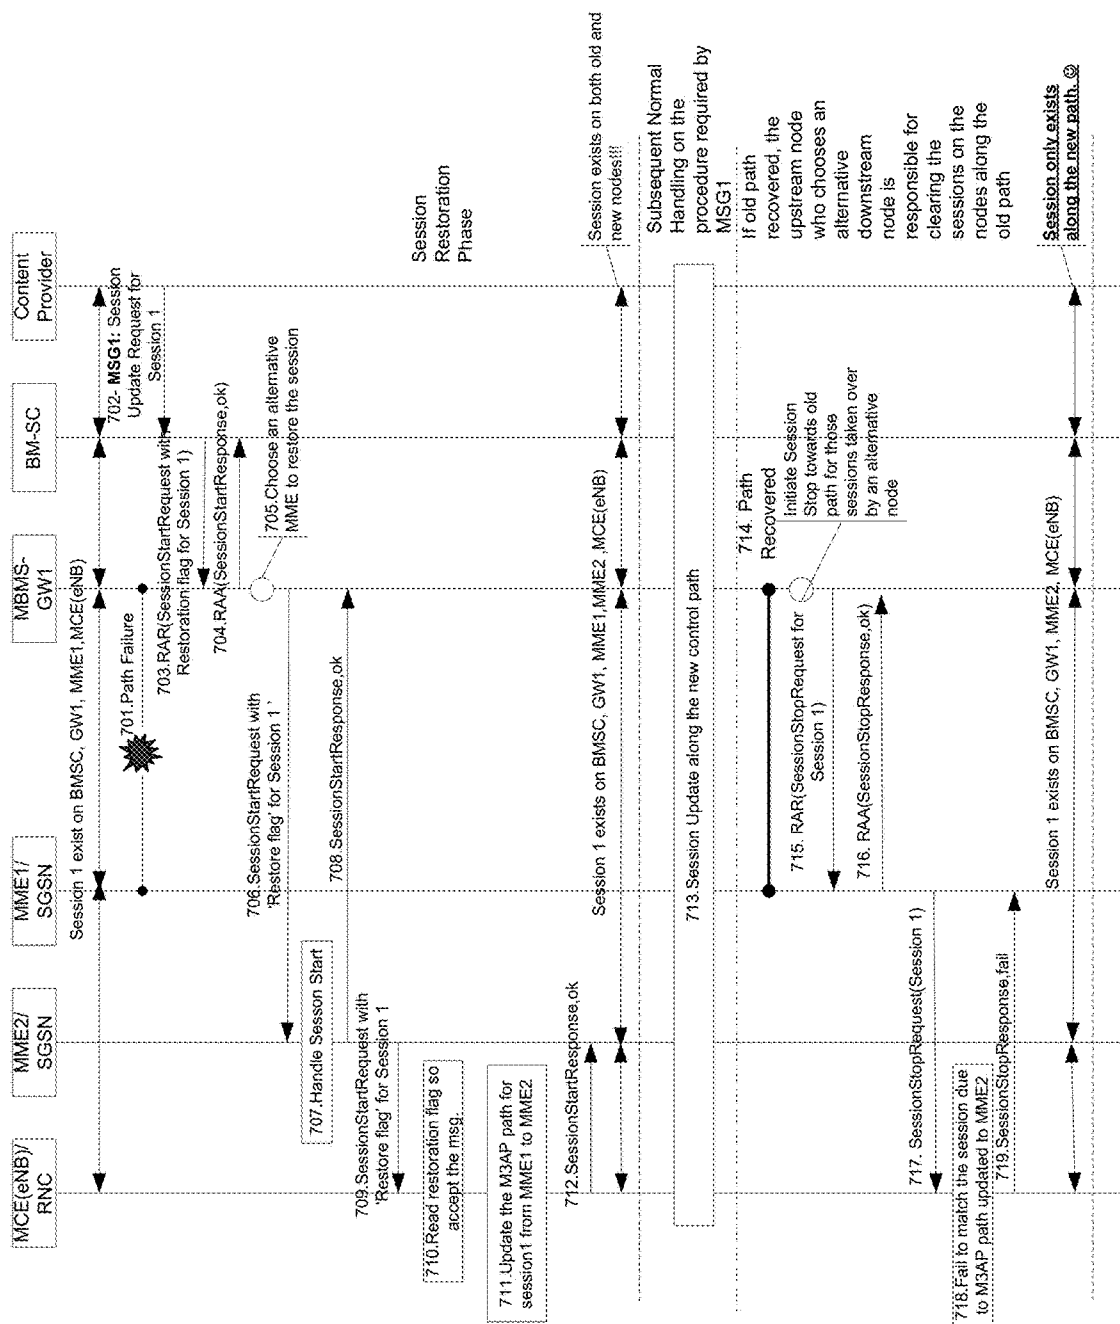 MCE(eNB)/
RNC
MME2/
SGSN
MME1/
SGSN
MBMS-
GW1
BM-SC
Content
Provider
Session 1 exist on BMSC, GW1, MME1,MCE(eNB)
701.Path Failure
702- MSG1: Session
Update Request for
Session 1
703.RAR(SessionStartRequest with
Restoration flag for Session 1)
704.RAA(SessionStartResponse,ok)
705.Choose an alternative
MME to restore the session
706.SessionStartRequest with
'Restore flag' for Session 1 '
707.Handle Sesson Start
708.SessionStartResponse,ok
709.SessionStartRequest with
'Restore flag' for Session 1
710.Read restoration flag so
accept the msg.
711.Update the M3AP path for
session1 from MME1 to MME2
712.SessionStartResponse,ok
Session
Restoration
Phase
Session 1 exists on BMSC, GW1, MME1,MME2 ,MCE(eNB)
Session exists on both old and
new nodes!!!
713.Session Update along the new control path
Subsequent Normal
Handling on the
procedure required by
MSG1
714. Path
Recovered
Initiate Session
Stop towards old
path for those
sessions taken over
by an alternative
node
If old path
recovered, the
upstream node
who chooses an
alternative
downstream
node is
responsible for
clearing the
sessions on the
nodes along the
old path
715. RAR(SessionStopRequest for
Session 1)
716. RAA(SessionStopResponse,ok)
717. SessionStopRequest(Session 1)
718.Fail to match the session due
to M3AP path updated to MME2
719.SessionStopResponse,fail
Session 1 exists on BMSC, GW1, MME2, MCE(eNB)
Session only exists
along the new path. ☺